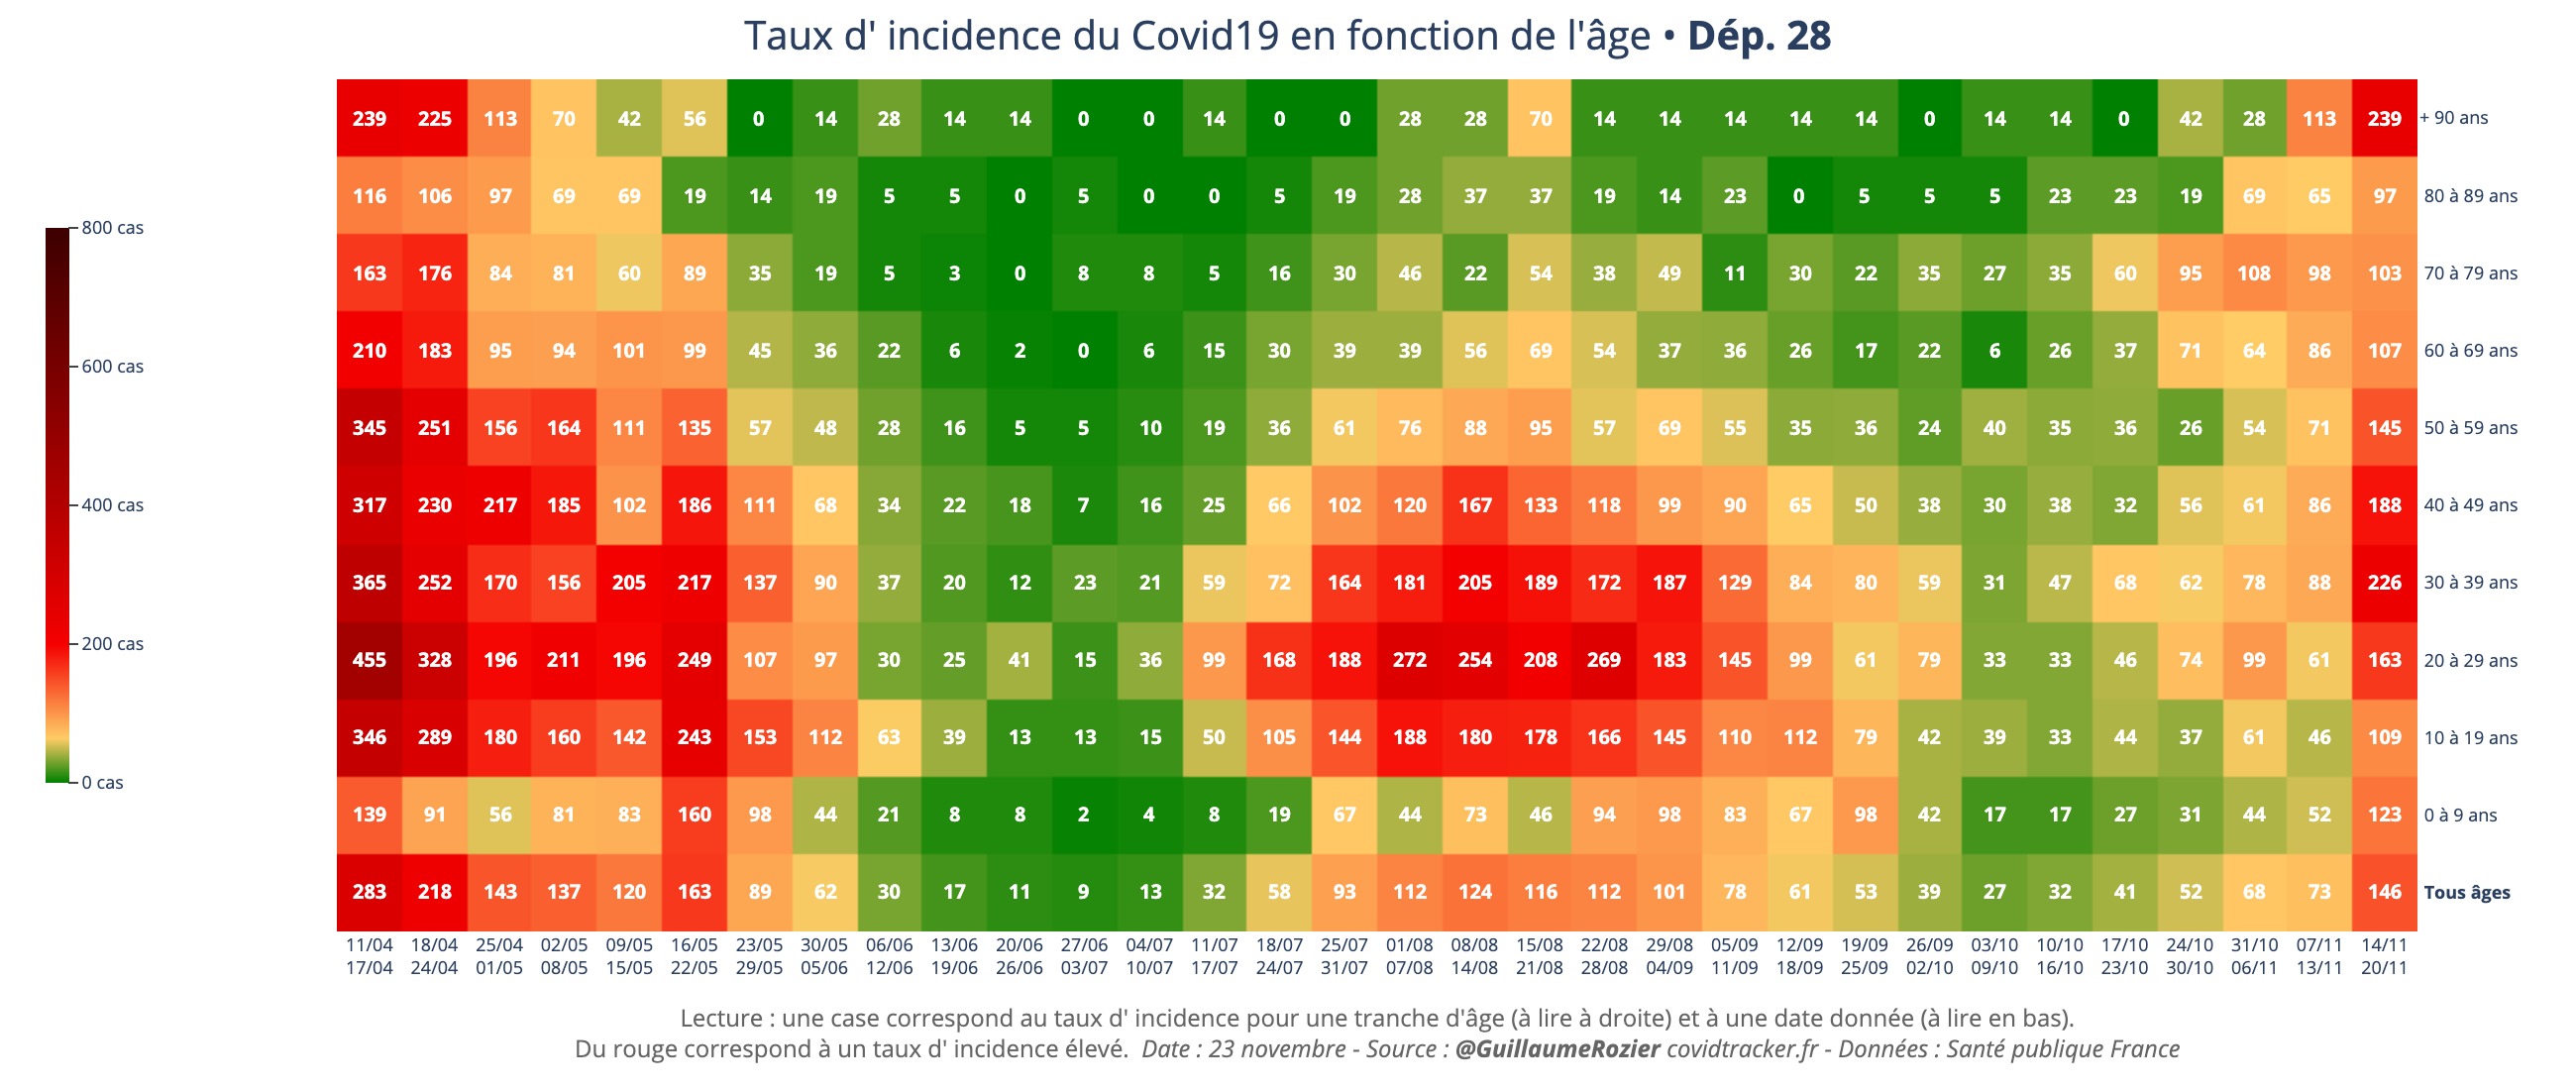 Taux d' incidence du Covid19 en fonction de l'âge • Dép. 28
800 cas
600 cas
400 cas
200 cas
0 cas
239 225 113 70 42 56 0 14 28 14 14 0 0 14 0 0 28 28 70 14 14 14 14 14 0 14 14 0 42 28 113 239 + 90 ans
116 106 97 69 69 19 14 19 5 5 0 5 0 0 5 19 28 37 37 19 14 23 0 5 5 5 23 23 19 69 65 97 80 à 89 ans
163 176 84 81 60 89 35 19 5 3 0 8 8 5 16 30 46 22 54 38 49 11 30 22 35 27 35 60 95 108 98 103 70 à 79 ans
210 183 95 94 101 99 45 36 22 6 2 0 6 15 30 39 39 56 69 54 37 36 26 17 22 6 26 37 71 64 86 107 60 à 69 ans
345 251 156 164 111 135 57 48 28 16 5 5 10 19 36 61 76 88 95 57 69 55 35 36 24 40 35 36 26 54 71 145 50 à 59 ans
317 230 217 185 102 186 111 68 34 22 18 7 16 25 66 102 120 167 133 118 99 90 65 50 38 30 38 32 56 61 86 188 40 à 49 ans
365 252 170 156 205 217 137 90 37 20 12 23 21 59 72 164 181 205 189 172 187 129 84 80 59 31 47 68 62 78 88 226 30 à 39 ans
455 328 196 211 196 249 107 97 30 25 41 15 36 99 168 188 272 254 208 269 183 145 99 61 79 33 33 46 74 99 61 163 20 à 29 ans
346 289 180 160 142 243 153 112 63 39 13 13 15 50 105 144 188 180 178 166 145 110 112 79 42 39 33 44 37 61 46 109 10 à 19 ans
139 91 56 81 83 160 98 44 21 8 8 2 4 8 19 67 44 73 46 94 98 83 67 98 42 17 17 27 31 44 52 123 0 à 9 ans
283 218 143 137 120 163 89 62 30 17 11 9 13 32 58 93 112 124 116 112 101 78 61 53 39 27 32 41 52 68 73 146 Tous âges
11/04 18/04 25/04 02/05 09/05 16/05 23/05 30/05 06/06 13/06 20/06 27/06 04/07 11/07 18/07 25/07 01/08 08/08 15/08 22/08 29/08 05/09 12/09 19/09 26/09 03/10 10/10 17/10 24/10 31/10 07/11 14/11
17/04 24/04 01/05 08/05 15/05 22/05 29/05 05/06 12/06 19/06 26/06 03/07 10/07 17/07 24/07 31/07 07/08 14/08 21/08 28/08 04/09 11/09 18/09 25/09 02/10 09/10 16/10 23/10 30/10 06/11 13/11 20/11
Lecture : une case correspond au taux d' incidence pour une tranche d'âge (à lire à droite) et à une date donnée (à lire en bas).
Du rouge correspond à un taux d' incidence élevé. Date : 23 novembre - Source : @GuillaumeRozier covidtracker.fr - Données : Santé publique France